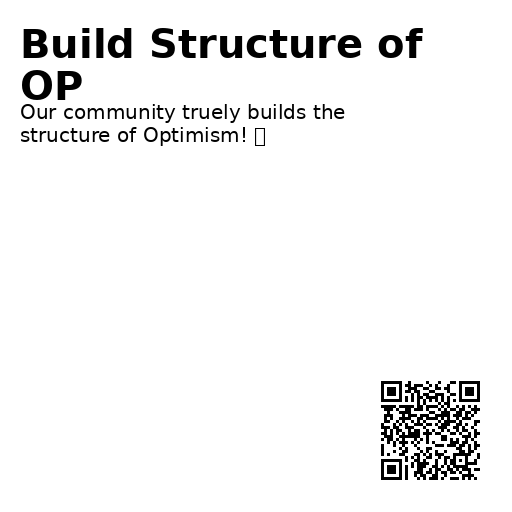 Build Structure of
OP
Our community truely builds the
structure of Optimism!